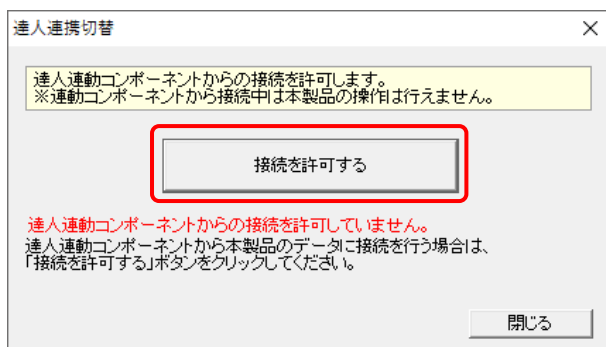 達人連携切替
達人連動コンポーネントからの接続を許可します。
※連動コンポーネントから接続中は本製品の操作は行えません。
接続を許可する
達人連動コンポーネントからの接続を許可していません。
達人連動コンポーネントから本製品のデータに接続を行う場合は、
「接続を許可する」ボタンをクリックしてください。
閉じる